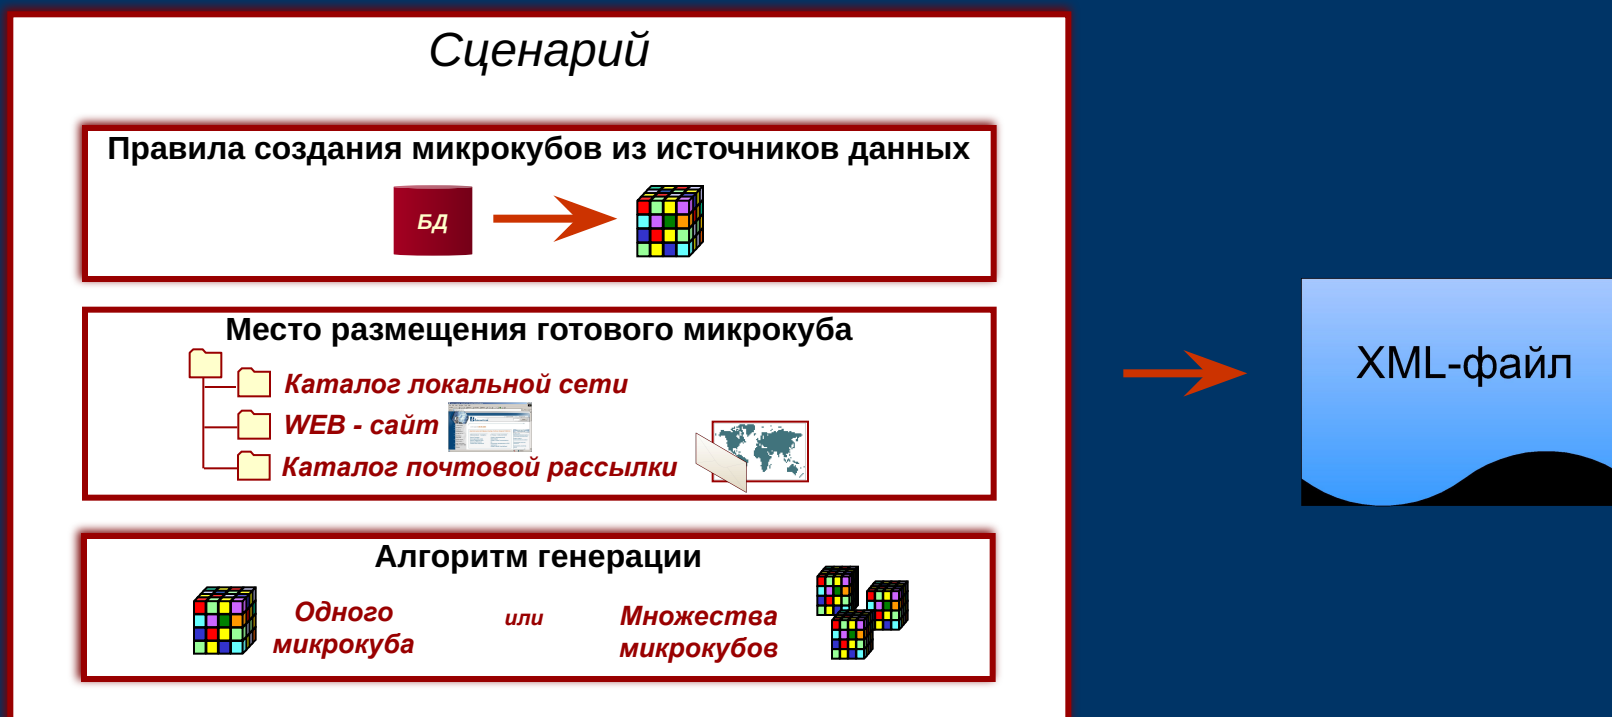 Сценарий
Правила создания микрокубов из источников данных
БД
Место размещения готового микрокуба
Каталог локальной сети
WEB - сайт
Каталог почтовой рассылки
Алгоритм генерации
Одного
микрокуба
или
Множества
микрокубов
XML-файл